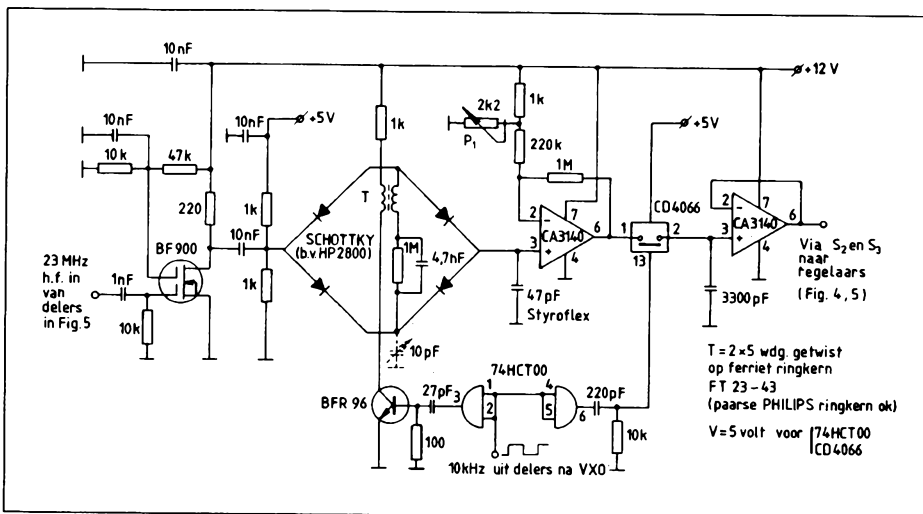 10nF
+12 V
10nF
10nF
+5V
10k
47k
1k
1k
2k2
P₁
1k
220k
1M
+5V
CD4066
220
1k
T
2
7
CA3140
6
3
4
1
2
13
2
7
CA3140
6
3
4
BF 900
10nF
SCHOTTKY
(b.v. HP2800)
1M
4,7nF
23 MHz
h.f. in
van
delers
in Fig.5
1nF
10k
1k
47pF
Styroflex
3300pF
Via S₂ en S₃
naar
regelaars
(Fig. 4, 5)
10pF
74HCT00
BFR 96
27pF
3
1
2
4
5
6
220pF
100
10k
10kHz uit delers na VXO
T = 2×5 wdg. getwist
op ferriet ringkern
FT 23-43
(paarse PHILIPS ringkern ok)
V = 5 volt voor 74HCT00
CD4066